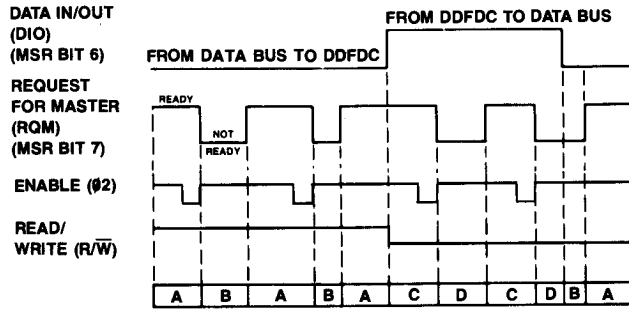 DATA IN/OUT
(DIO)
(MSR BIT 6)
FROM DATA BUS TO DDFDC
FROM DDFDC TO DATA BUS
REQUEST
FOR MASTER
(RQM)
(MSR BIT 7)
READY
NOT
READY
ENABLE (Ø2)
READ/
WRITE (R/W̅)
A B A B A C D C D B A